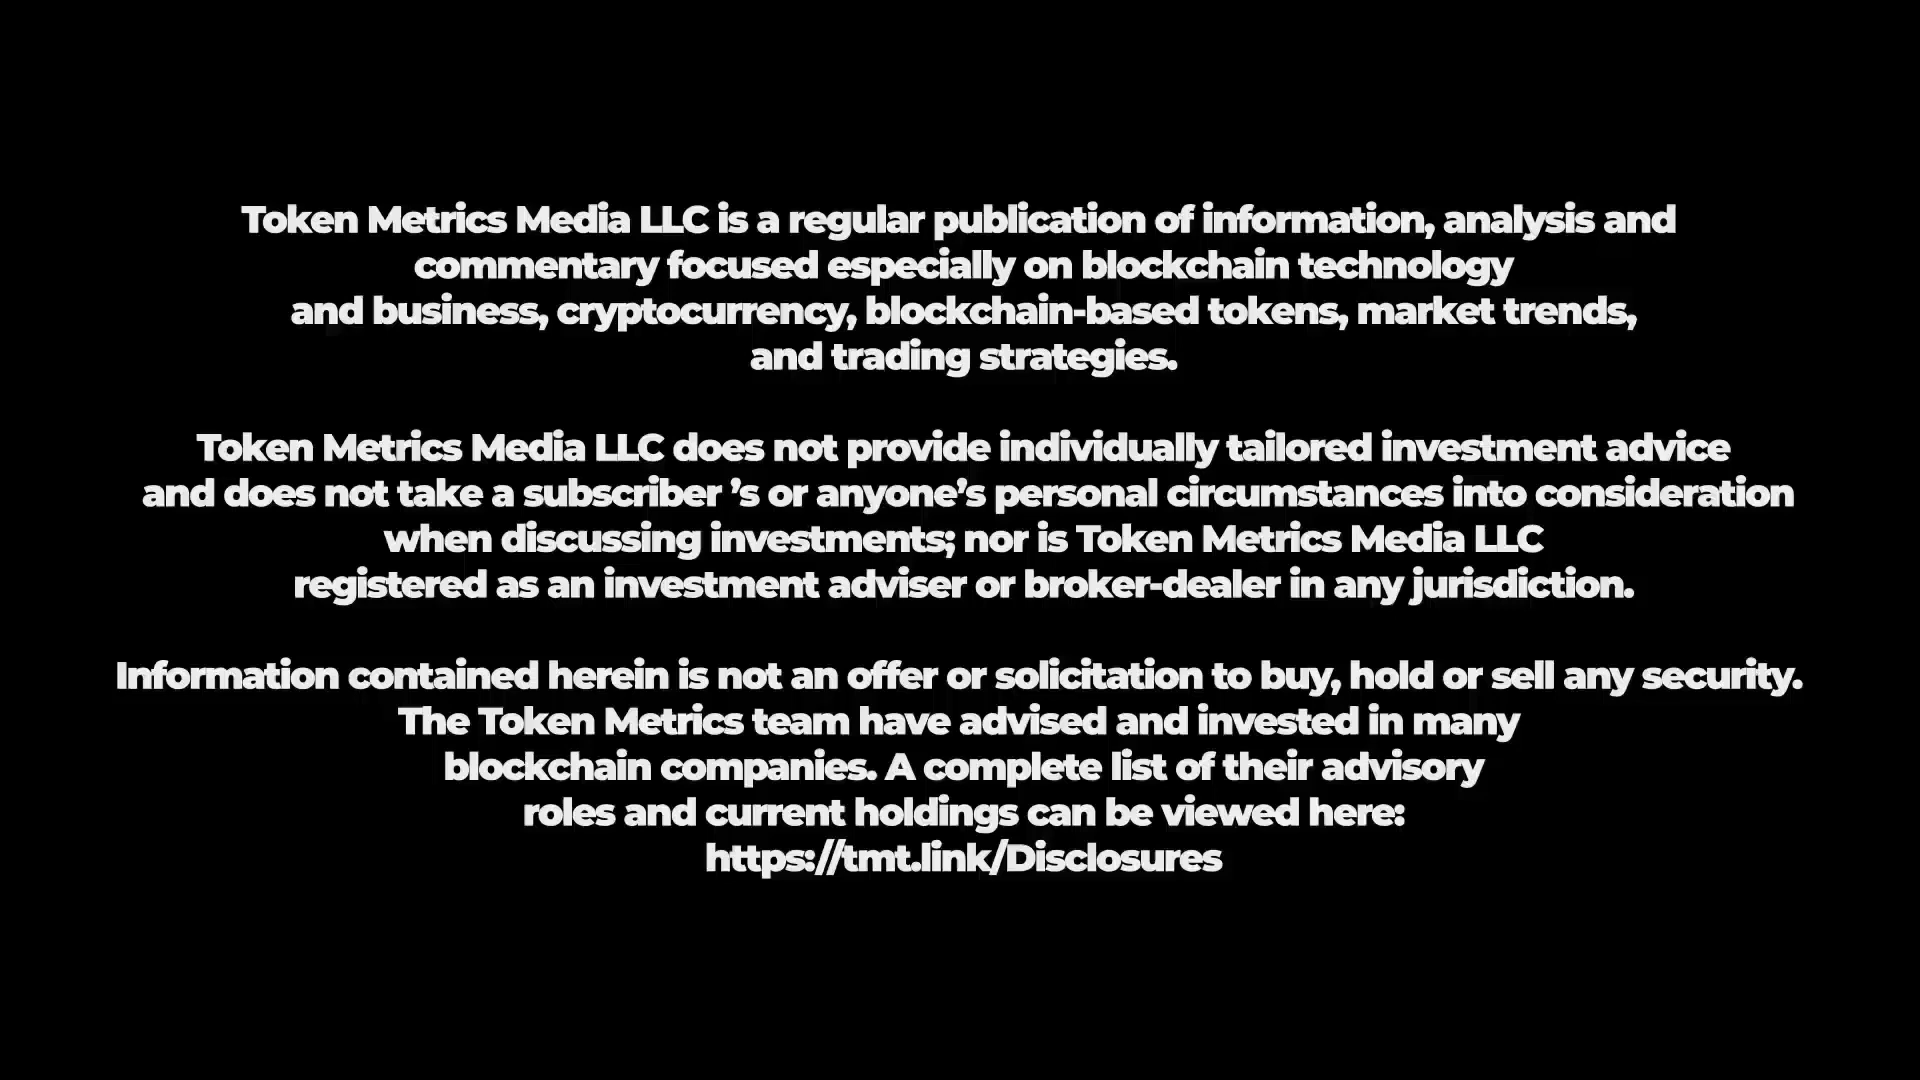 Token Metrics Media LLC is a regular publication of information, analysis and
commentary focused especially on blockchain technology
and business, cryptocurrency, blockchain-based tokens, market trends,
and trading strategies.
Token Metrics Media LLC does not provide individually tailored investment advice
and does not take a subscriber ’s or anyone’s personal circumstances into consideration
when discussing investments; nor is Token Metrics Media LLC
registered as an investment adviser or broker-dealer in any jurisdiction.
Information contained herein is not an offer or solicitation to buy, hold or sell any security.
The Token Metrics team have advised and invested in many
blockchain companies. A complete list of their advisory
roles and current holdings can be viewed here:
https://tmt.link/Disclosures